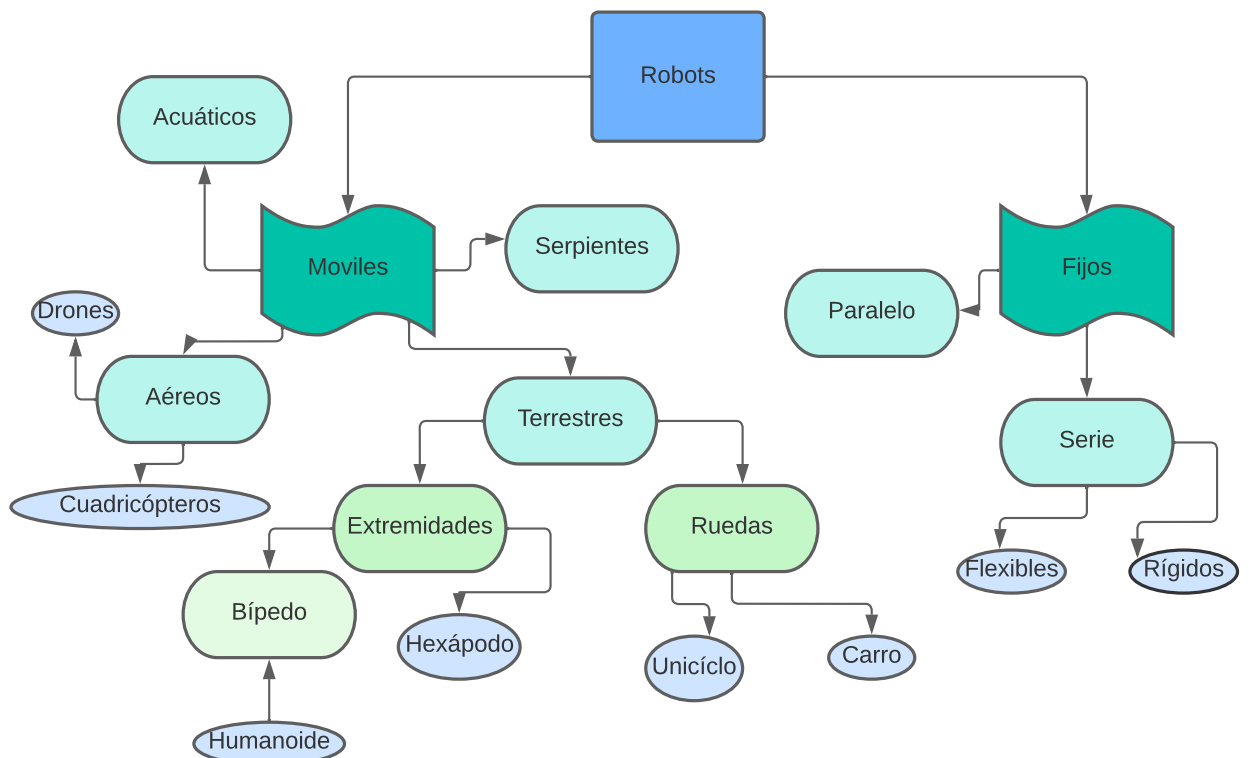 Robots
Acuáticos
Moviles
Serpientes
Fijos
Paralelo
Drones
Aéreos
Terrestres
Serie
Cuadricópteros
Extremidades
Ruedas
Flexibles
Rígidos
Bípedo
Hexápodo
Unicíclo
Carro
Humanoide